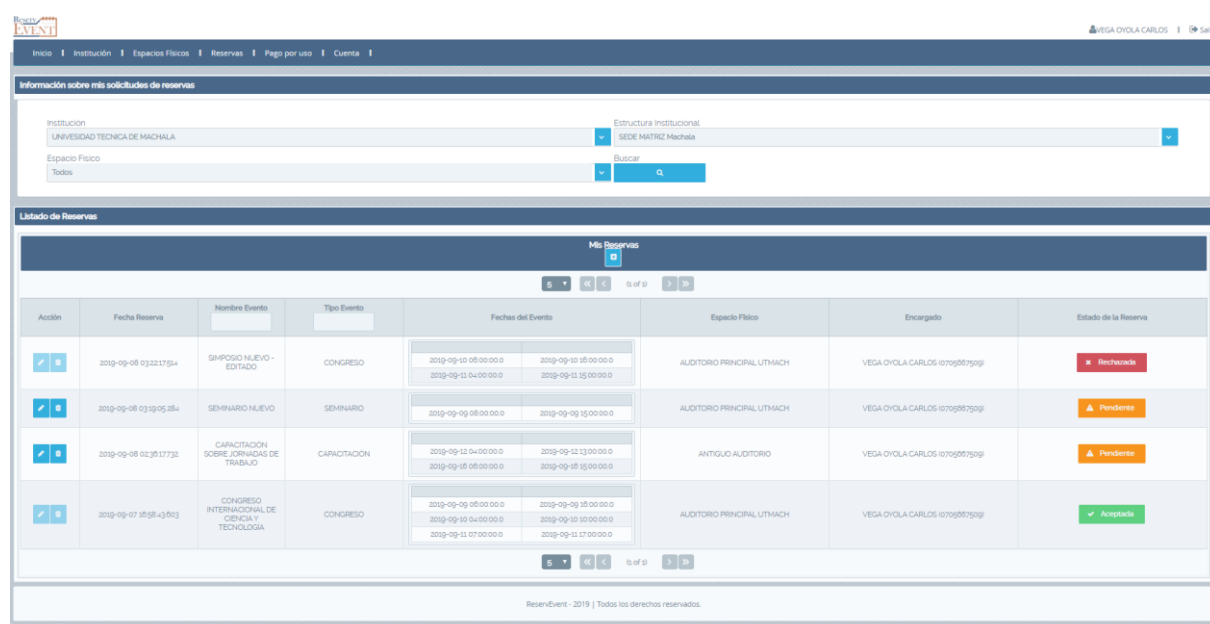 Reserv
EVENT
VEGA OYOLA CARLOS | Sal
Inicio | Institución | Espacios Físicos | Reservas | Pago por uso | Cuenta |
Información sobre mis solicitudes de reservas
Institución Estructura Institucional
UNIVESIDAD TECNICA DE MACHALA SEDE MATRIZ Machala
Espacio Físico Buscar
Todos
Listado de Reservas
Mis Reservas
5 (1 of 1)
Acción Fecha Reserva Nombre Evento Tipo Evento Fechas del Evento Espacio Físico Encargado Estado de la Reserva
2019-09-08 03:22:17.514 SIMPOSIO NUEVO - EDITADO CONGRESO AUDITORIO PRINCIPAL UTMACH VEGA OYOLA CARLOS (0705667509) Rechazada
2019-09-10 06:00:00.0 2019-09-10 16:00:00.0
2019-09-11 04:00:00.0 2019-09-11 15:00:00.0
2019-09-08 03:19:05.284 SEMINARIO NUEVO SEMINARIO AUDITORIO PRINCIPAL UTMACH VEGA OYOLA CARLOS (0705667509) Pendiente
2019-09-09 08:00:00.0 2019-09-09 15:00:00.0
2019-09-08 02:36:17.732 CAPACITACIÓN SOBRE JORNADAS DE TRABAJO CAPACITACIÓN ANTIGUO AUDITORIO VEGA OYOLA CARLOS (0705667509) Pendiente
2019-09-12 04:00:00.0 2019-09-12 13:00:00.0
2019-09-16 06:00:00.0 2019-09-16 15:00:00.0
2019-09-07 16:58:43.603 CONGRESO INTERNACIONAL DE CIENCIA Y TECNOLOGÍA CONGRESO AUDITORIO PRINCIPAL UTMACH VEGA OYOLA CARLOS (0705667509) Aceptada
2019-09-09 06:00:00.0 2019-09-09 16:00:00.0
2019-09-10 04:00:00.0 2019-09-10 10:00:00.0
2019-09-11 07:00:00.0 2019-09-11 17:00:00.0
5 (1 of 1)
ReservEvent - 2019 | Todos los derechos reservados.